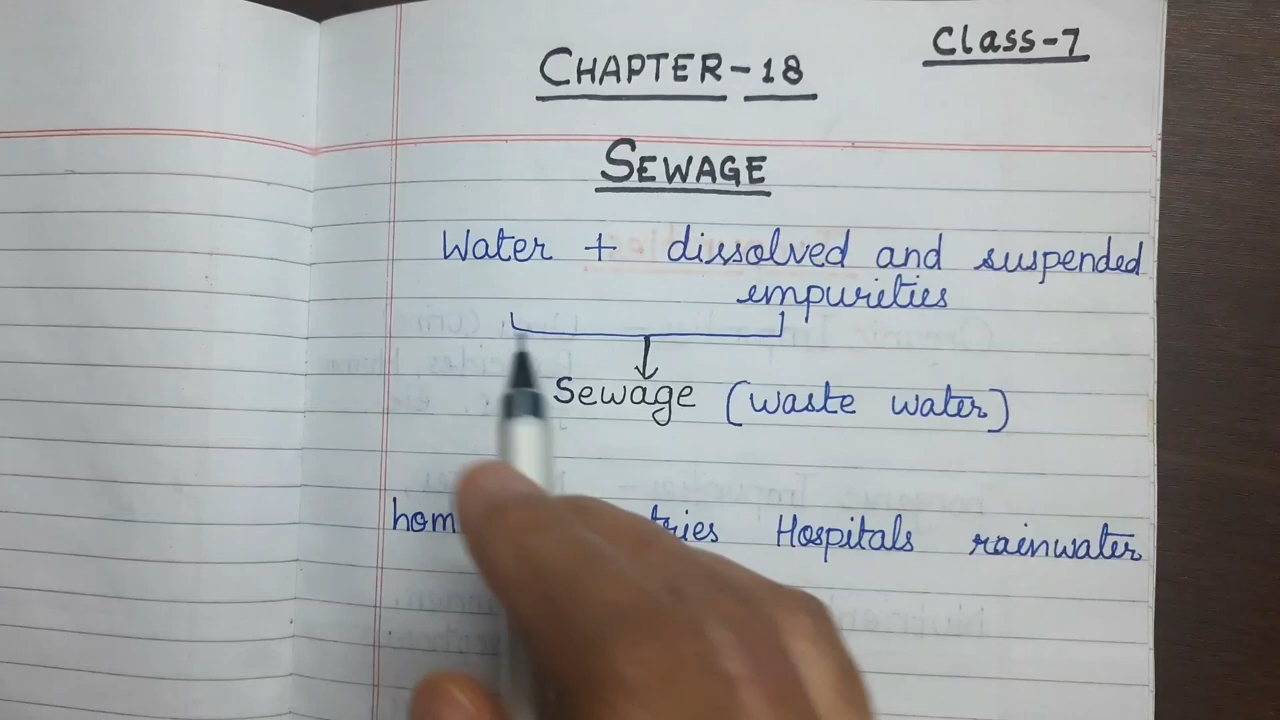 Class-7
CHAPTER-18
SEWAGE
Water + dissolved and suspended
empurities
Sewage (waste water)
Hospitals rainwater